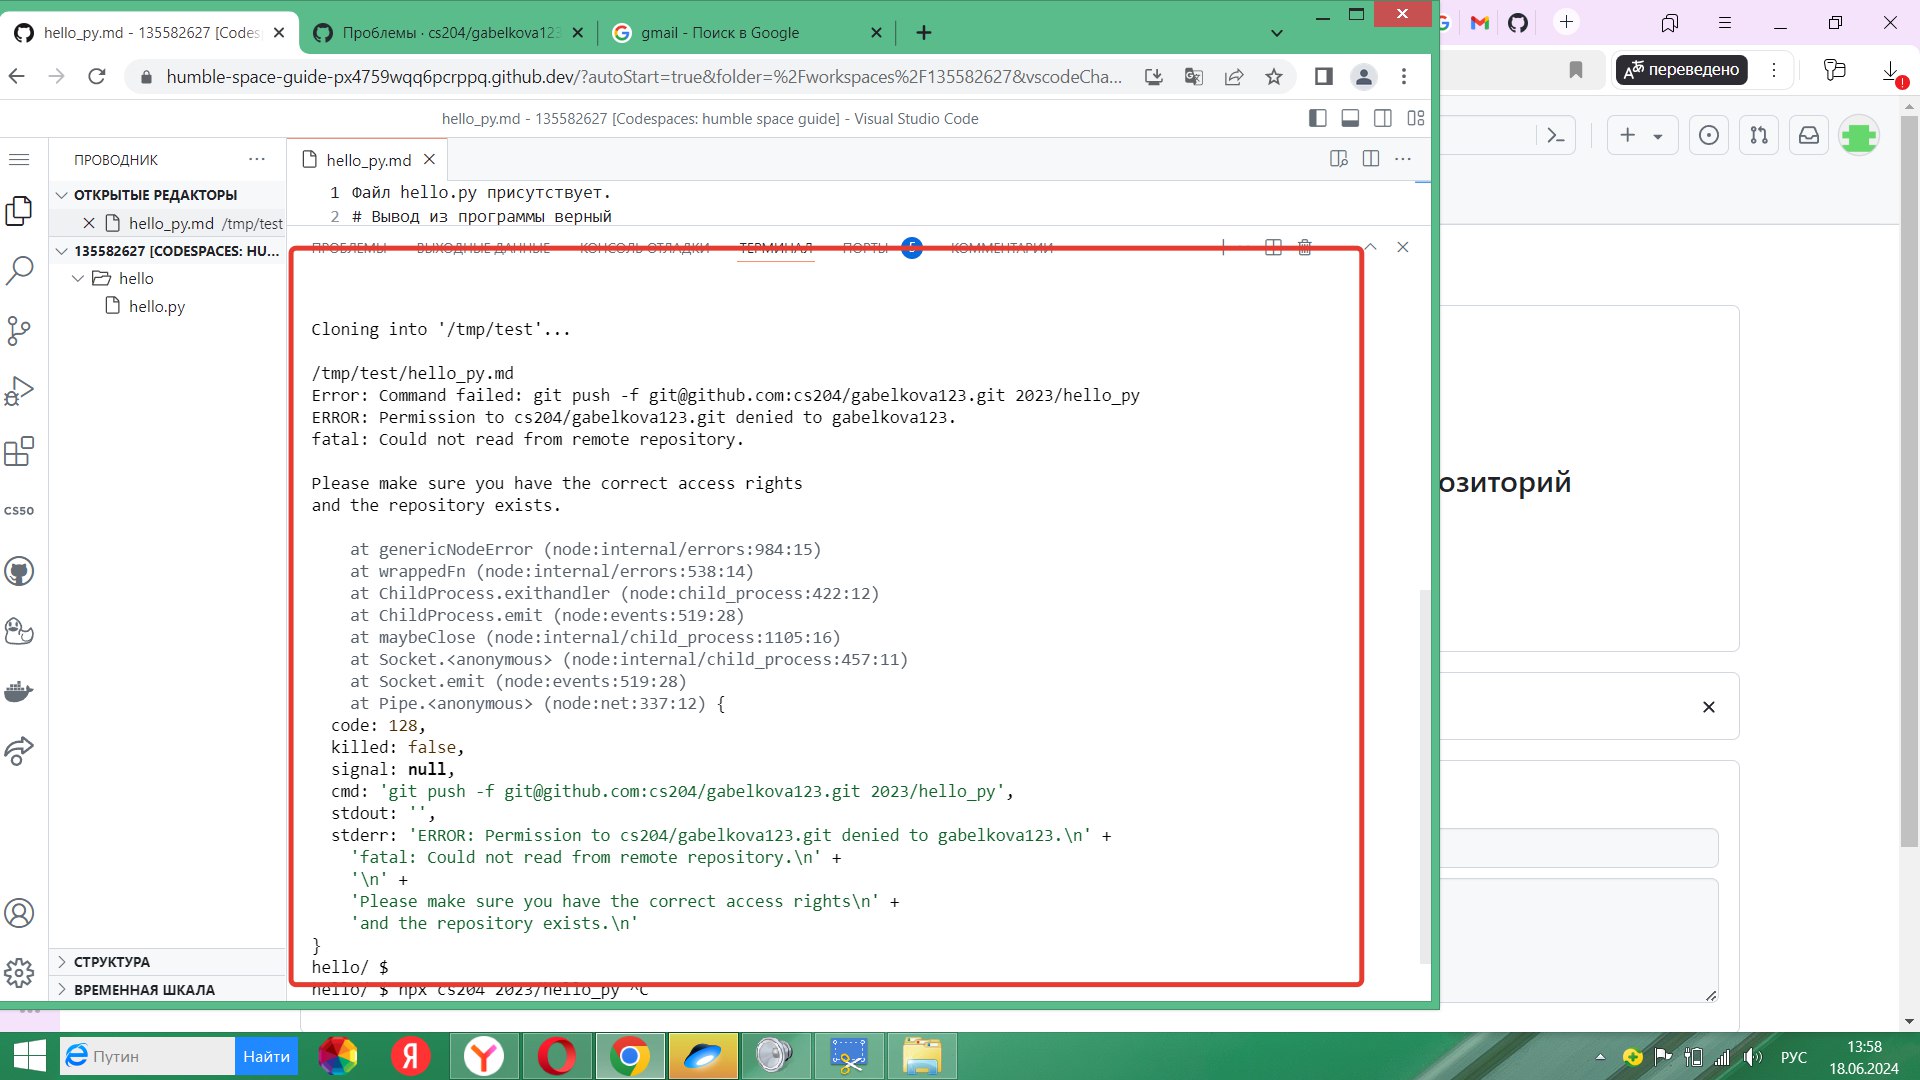 hello_py.md - 135582627 [Codes
Проблемы · cs204/gabelkova123
gmail - Поиск в Google
humble-space-guide-px4759wqq6pcrppq.github.dev/?autoStart=true&folder=%2Fworkspaces%2F135582627&vscodeCha...
переведено
hello_py.md - 135582627 [Codespaces: humble space guide] - Visual Studio Code
ПРОВОДНИК
hello_py.md
ОТКРЫТЫЕ РЕДАКТОРЫ
hello_py.md /tmp/test
135582627 [CODESPACES: HU...
hello
hello.py
1 Файл hello.py присутствует.
2 # Вывод из программы верный
ПРОБЛЕМЫ ВЫХОДНЫЕ ДАННЫЕ КОНСОЛЬ ОТЛАДКИ ТЕРМИНАЛ ПОРТЫ 5 КОММЕНТАРИИ
Cloning into '/tmp/test'...
/tmp/test/hello_py.md
Error: Command failed: git push -f git@github.com:cs204/gabelkova123.git 2023/hello_py
ERROR: Permission to cs204/gabelkova123.git denied to gabelkova123.
fatal: Could not read from remote repository.
Please make sure you have the correct access rights
and the repository exists.
at genericNodeError (node:internal/errors:984:15)
at wrappedFn (node:internal/errors:538:14)
at ChildProcess.exithandler (node:child_process:422:12)
at ChildProcess.emit (node:events:519:28)
at maybeClose (node:internal/child_process:1105:16)
at Socket.<anonymous> (node:internal/child_process:457:11)
at Socket.emit (node:events:519:28)
at Pipe.<anonymous> (node:net:337:12) {
code: 128,
killed: false,
signal: null,
cmd: 'git push -f git@github.com:cs204/gabelkova123.git 2023/hello_py',
stdout: '',
stderr: 'ERROR: Permission to cs204/gabelkova123.git denied to gabelkova123.\n' +
'fatal: Could not read from remote repository.\n' +
'\n' +
'Please make sure you have the correct access rights\n' +
'and the repository exists.\n'
}
hello/ $
hello/ $ npx cs204 2023/hello_py ^C
CS50
СТРУКТУРА
ВРЕМЕННАЯ ШКАЛА
озиторий
Путин
Найти
РУС
13:58
18.06.2024